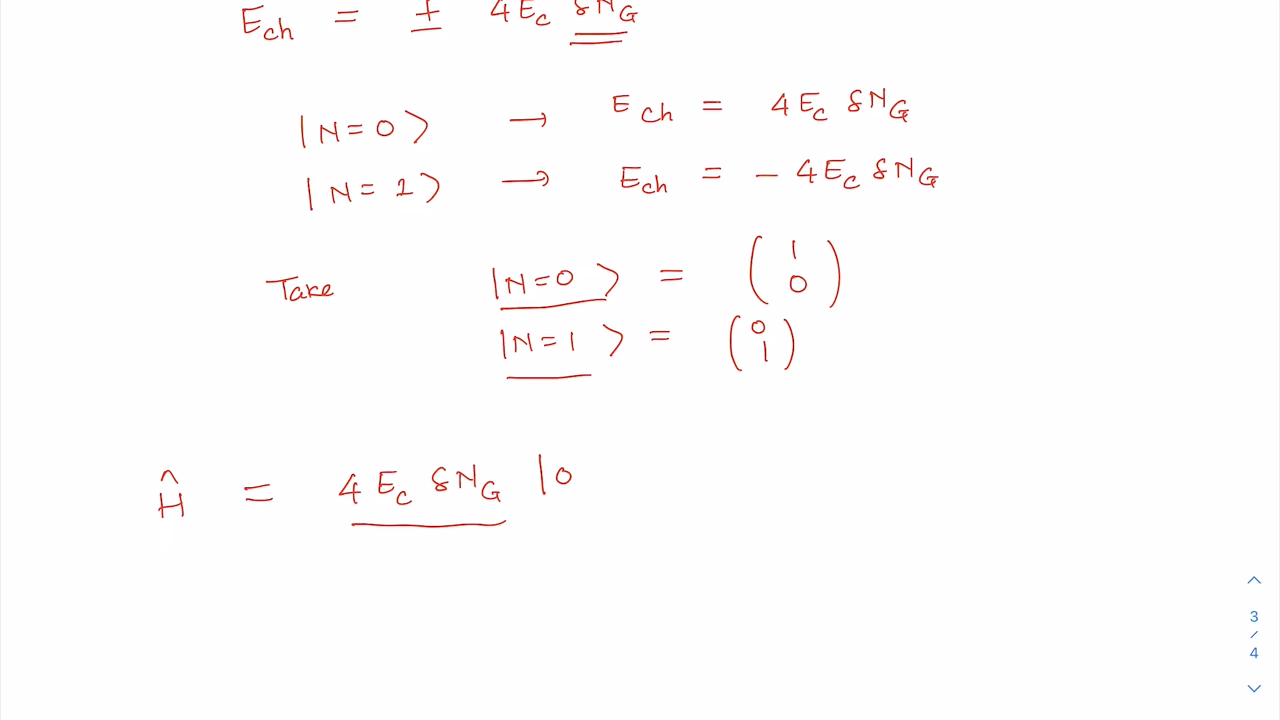 E_ch = ± 4E_c δN_G
|N=0⟩ → E_ch = 4E_c δN_G
|N=1⟩ → E_ch = − 4E_c δN_G
Take |N=0⟩ = (1 0)
|N=1⟩ = (0 1)
Ĥ = 4E_c δN_G |0
3
/
4